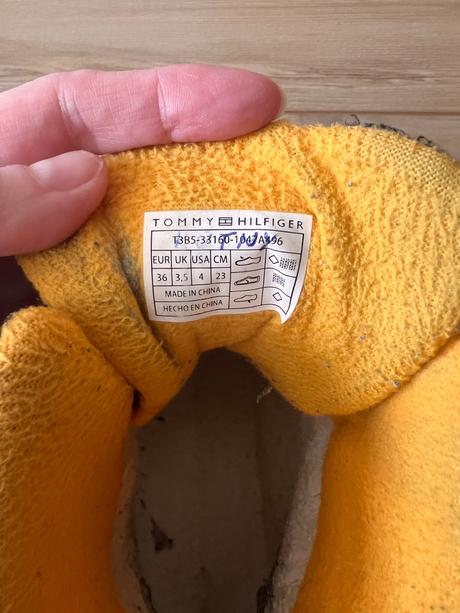 TOMMY HILFIGER
T3B5-33160-1047A496
EUR UK USA CM
36 3,5 4 23
MADE IN CHINA
HECHO EN CHINA